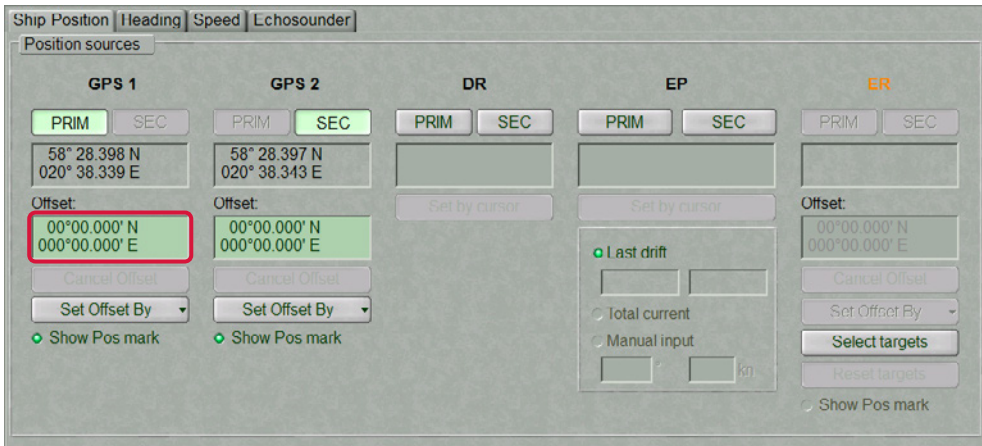 Ship Position Heading Speed Echosounder
Position sources
GPS 1
PRIM SEC
58° 28.398 N
020° 38.339 E
Offset:
00°00.000' N
000°00.000' E
Cancel Offset
Set Offset By
Show Pos mark
GPS 2
PRIM SEC
58° 28.397 N
020° 38.343 E
Offset:
00°00.000' N
000°00.000' E
Cancel Offset
Set Offset By
Show Pos mark
DR
PRIM SEC
Set by cursor
EP
PRIM SEC
Set by cursor
Last drift
Total current
Manual input
° kn
ER
PRIM SEC
Offset:
00°00.000' N
000°00.000' E
Cancel Offset
Set Offset By
Select targets
Reset targets
Show Pos mark